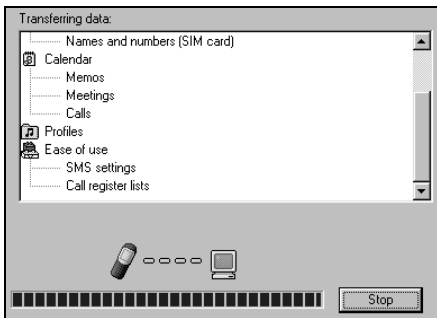 Transferring data:
Names and numbers (SIM card)
Calendar
Memos
Meetings
Calls
Profiles
Ease of use
SMS settings
Call register lists
Stop